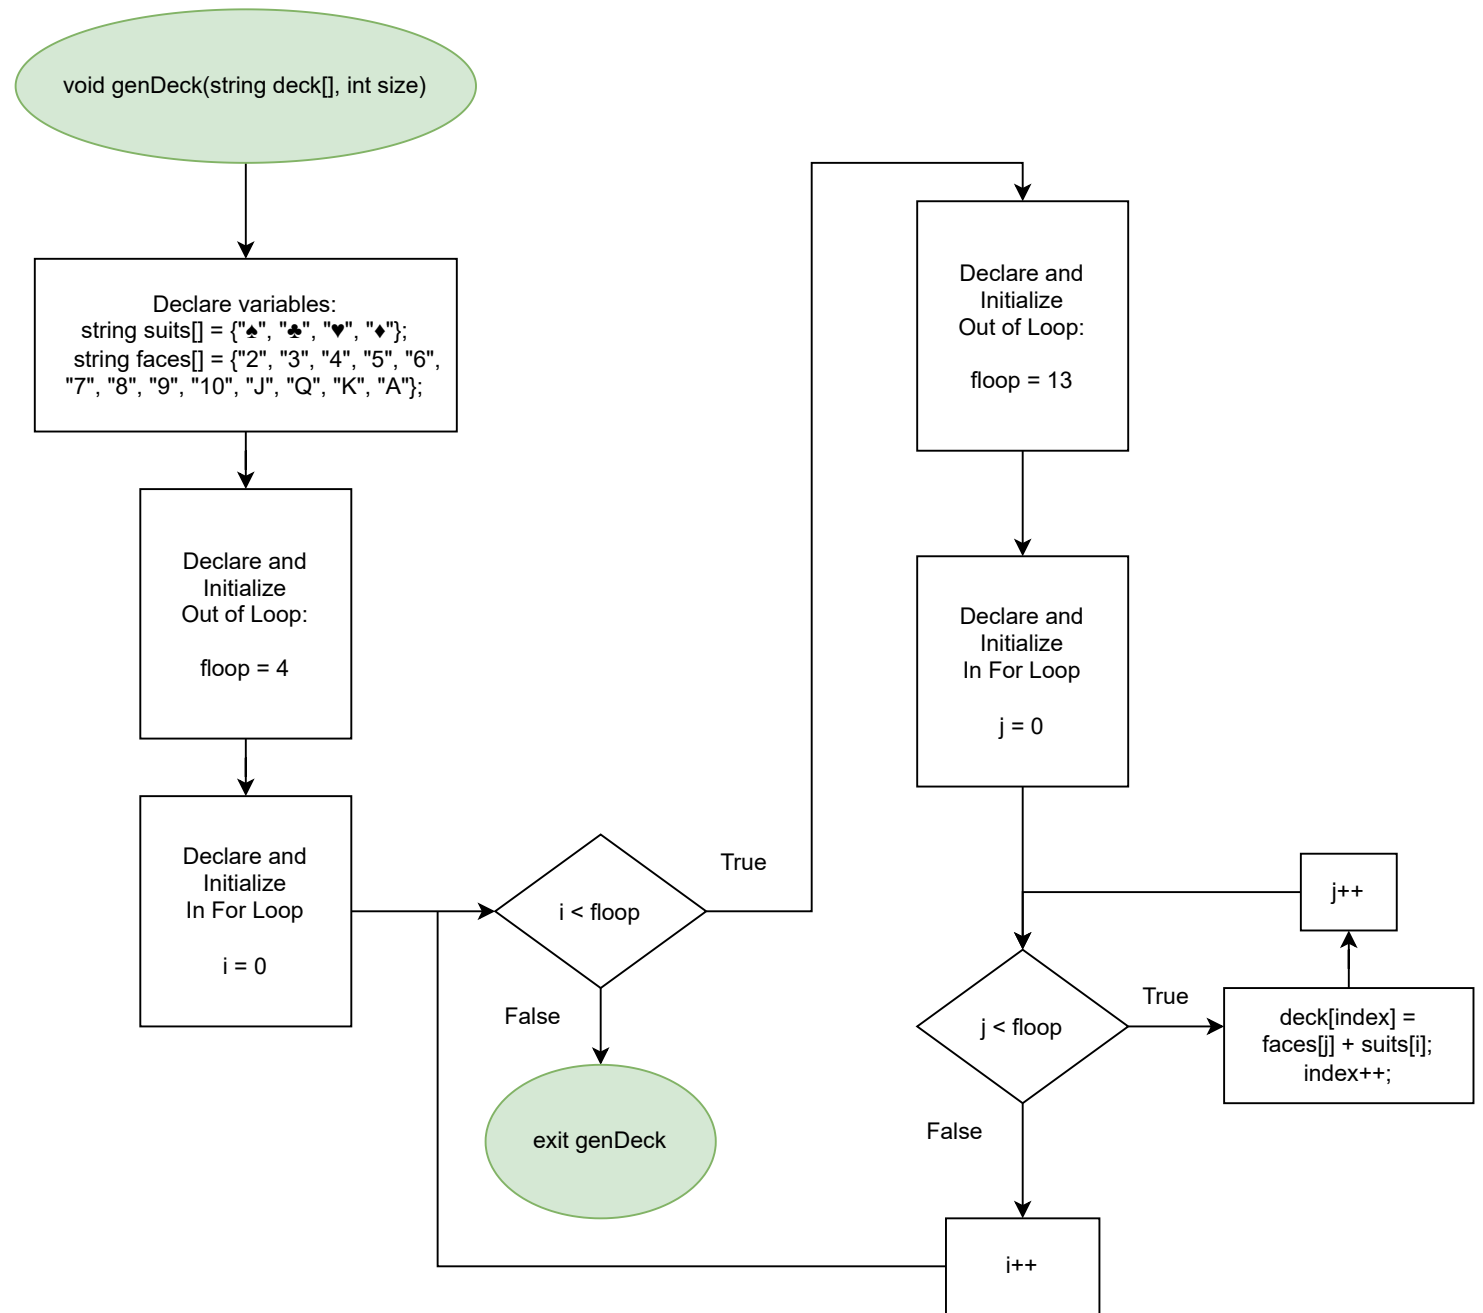 void genDeck(string deck[], int size)
Declare variables:
string suits[] = {"♠", "♣", "♥", "♦"};
string faces[] = {"2", "3", "4", "5", "6",
"7", "8", "9", "10", "J", "Q", "K", "A"};
Declare and
Initialize
Out of Loop:
floop = 4
Declare and
Initialize
In For Loop
i = 0
i < floop
True
False
exit genDeck
Declare and
Initialize
Out of Loop:
floop = 13
Declare and
Initialize
In For Loop
j = 0
j < floop
True
deck[index] =
faces[j] + suits[i];
index++;
j++
False
i++